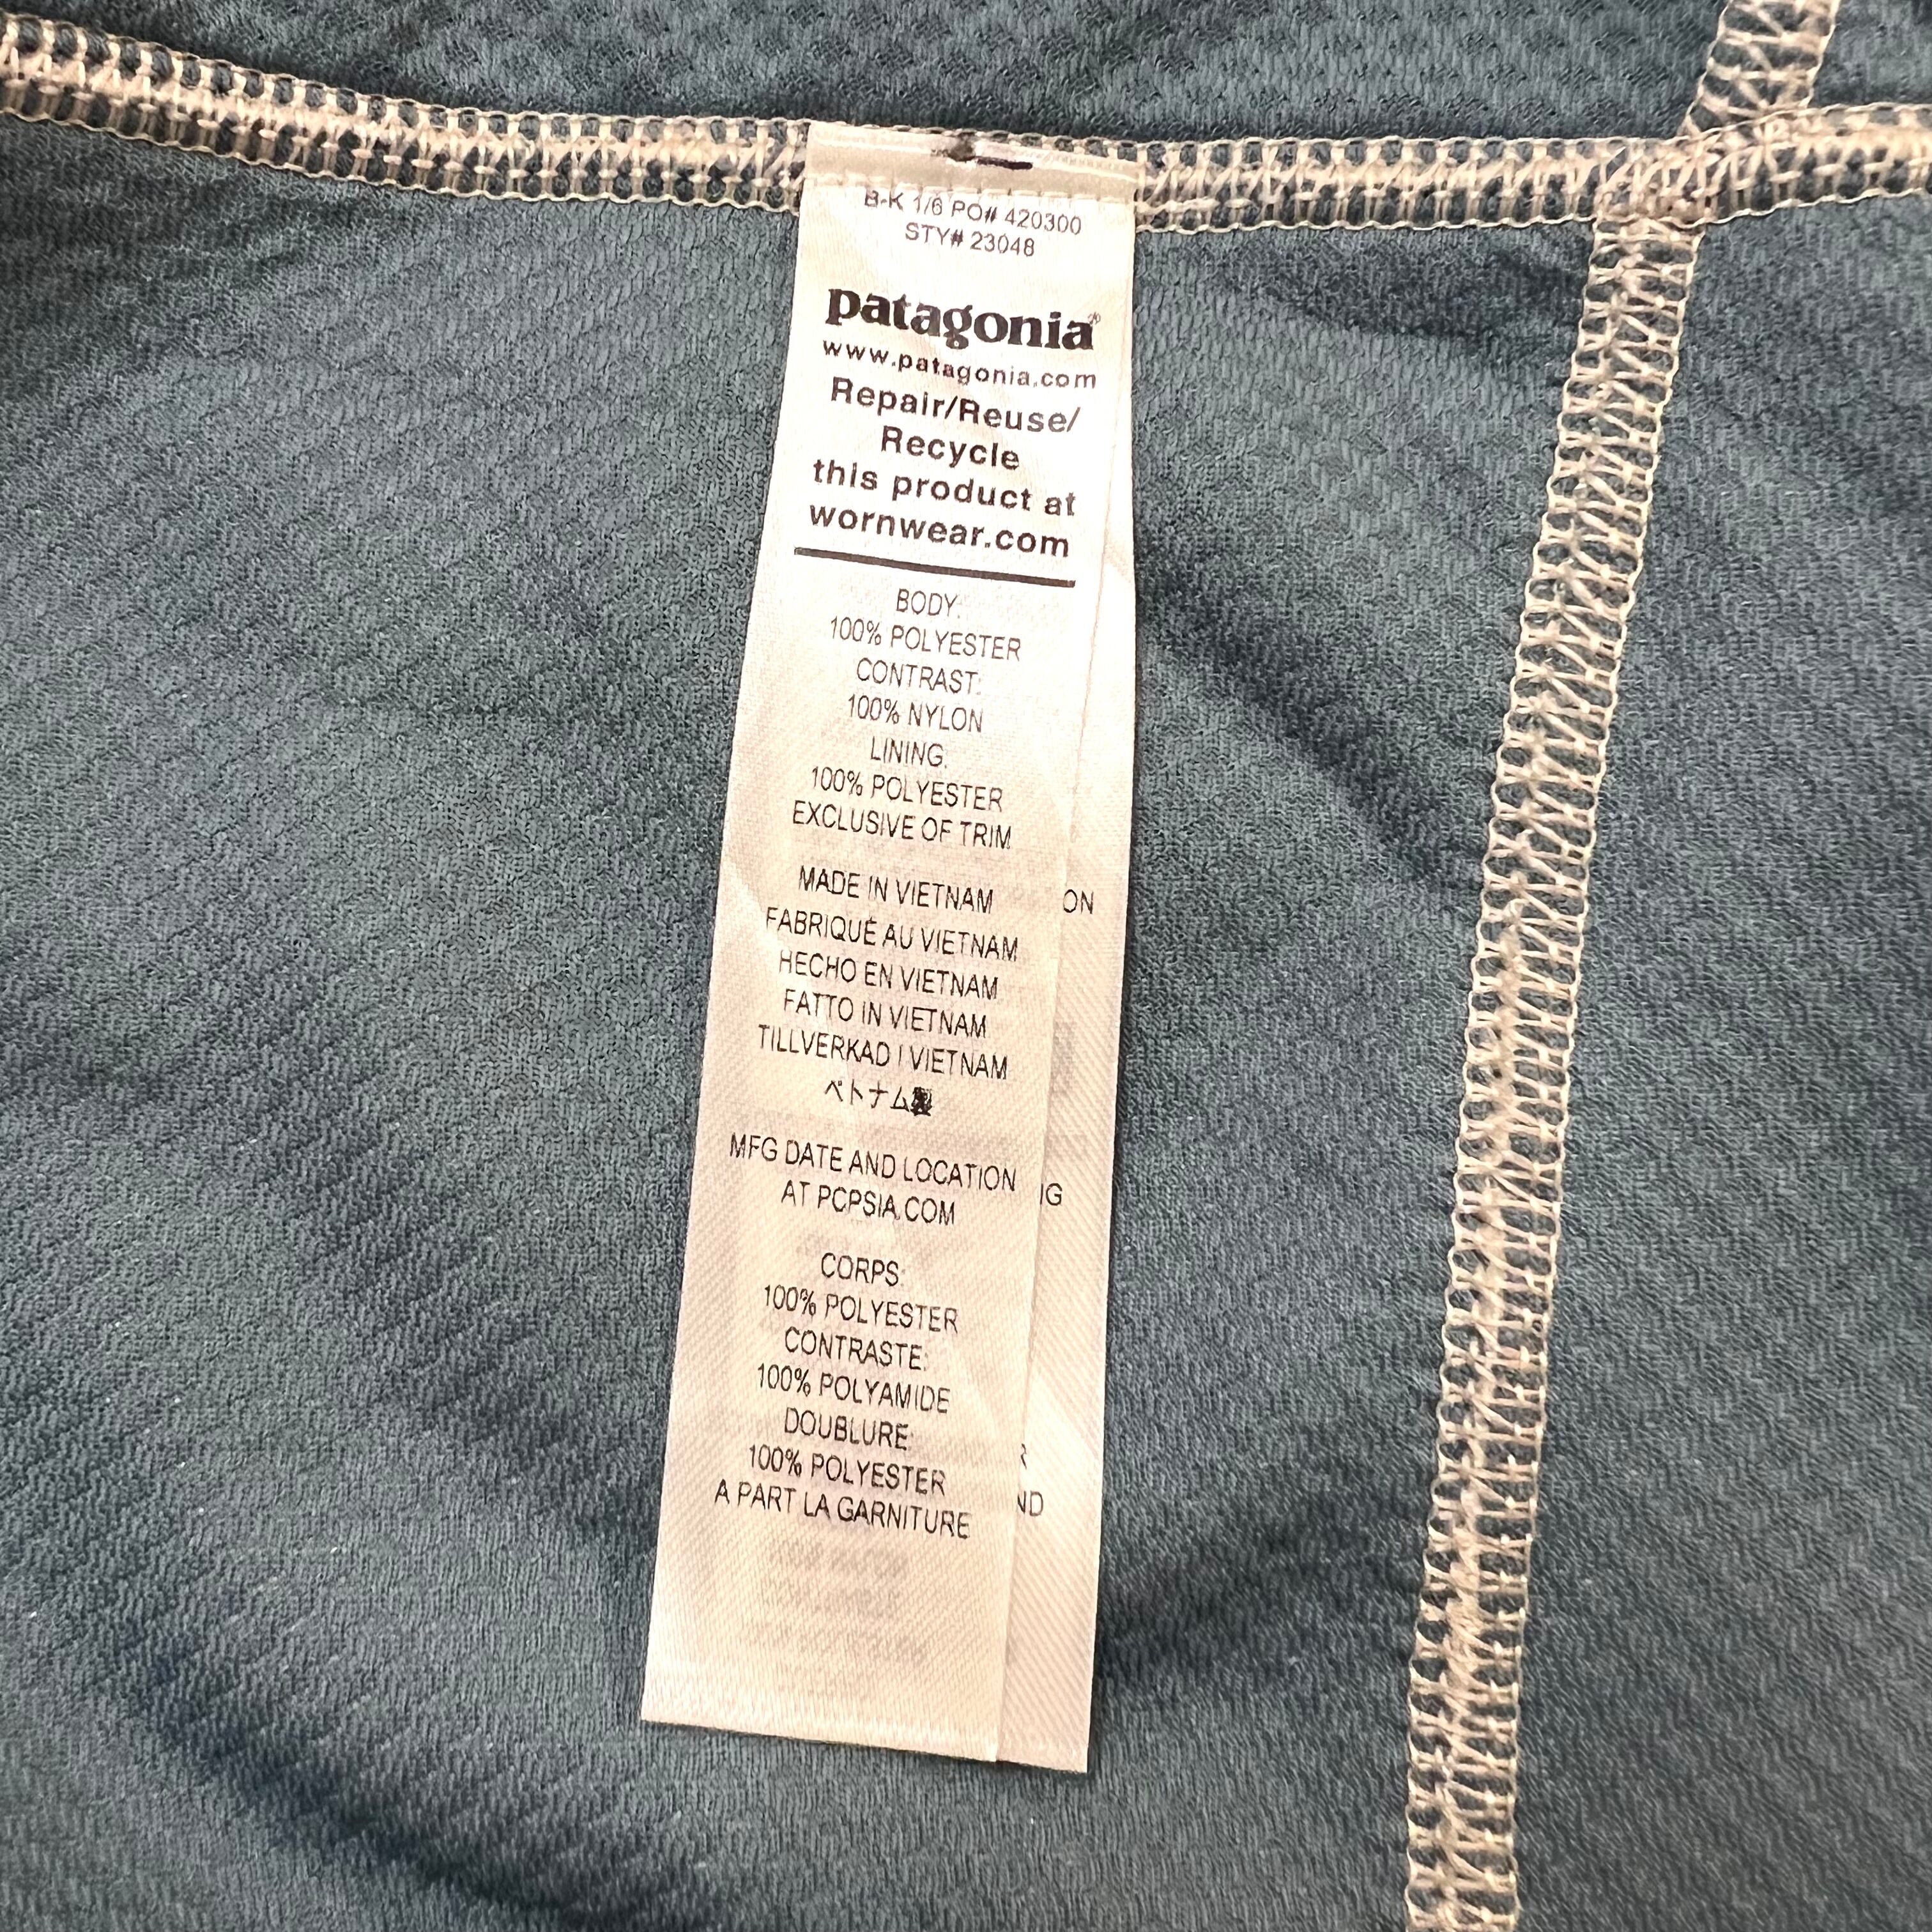 B-K 1/6 PO# 420300
STY# 23048
patagonia®
www.patagonia.com
Repair/Reuse/
Recycle
this product at
wornwear.com
BODY:
100% POLYESTER
CONTRAST:
100% NYLON
LINING:
100% POLYESTER
EXCLUSIVE OF TRIM
MADE IN VIETNAM
FABRIQUÉ AU VIETNAM
HECHO EN VIETNAM
FATTO IN VIETNAM
TILLVERKAD I VIETNAM
ベトナム製
MFG DATE AND LOCATION
AT PCPSIA.COM
CORPS:
100% POLYESTER
CONTRASTE:
100% POLYAMIDE
DOUBLURE:
100% POLYESTER
A PART LA GARNITURE